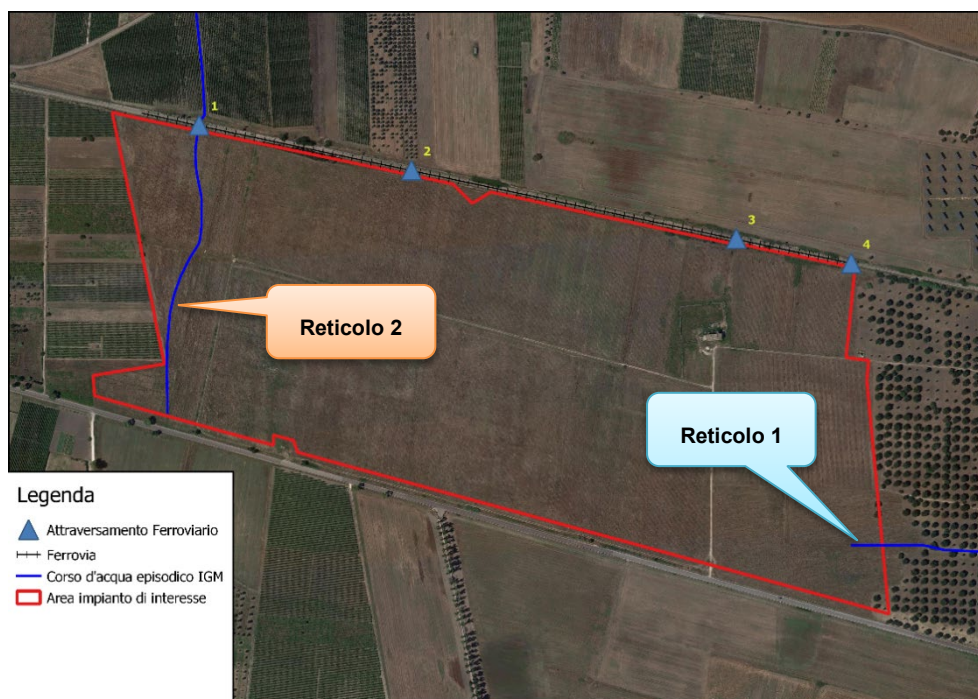 1
2
3
4
Reticolo 2
Reticolo 1
Legenda
Attraversamento Ferroviario
Ferrovia
Corso d'acqua episodico IGM
Area impianto di interesse